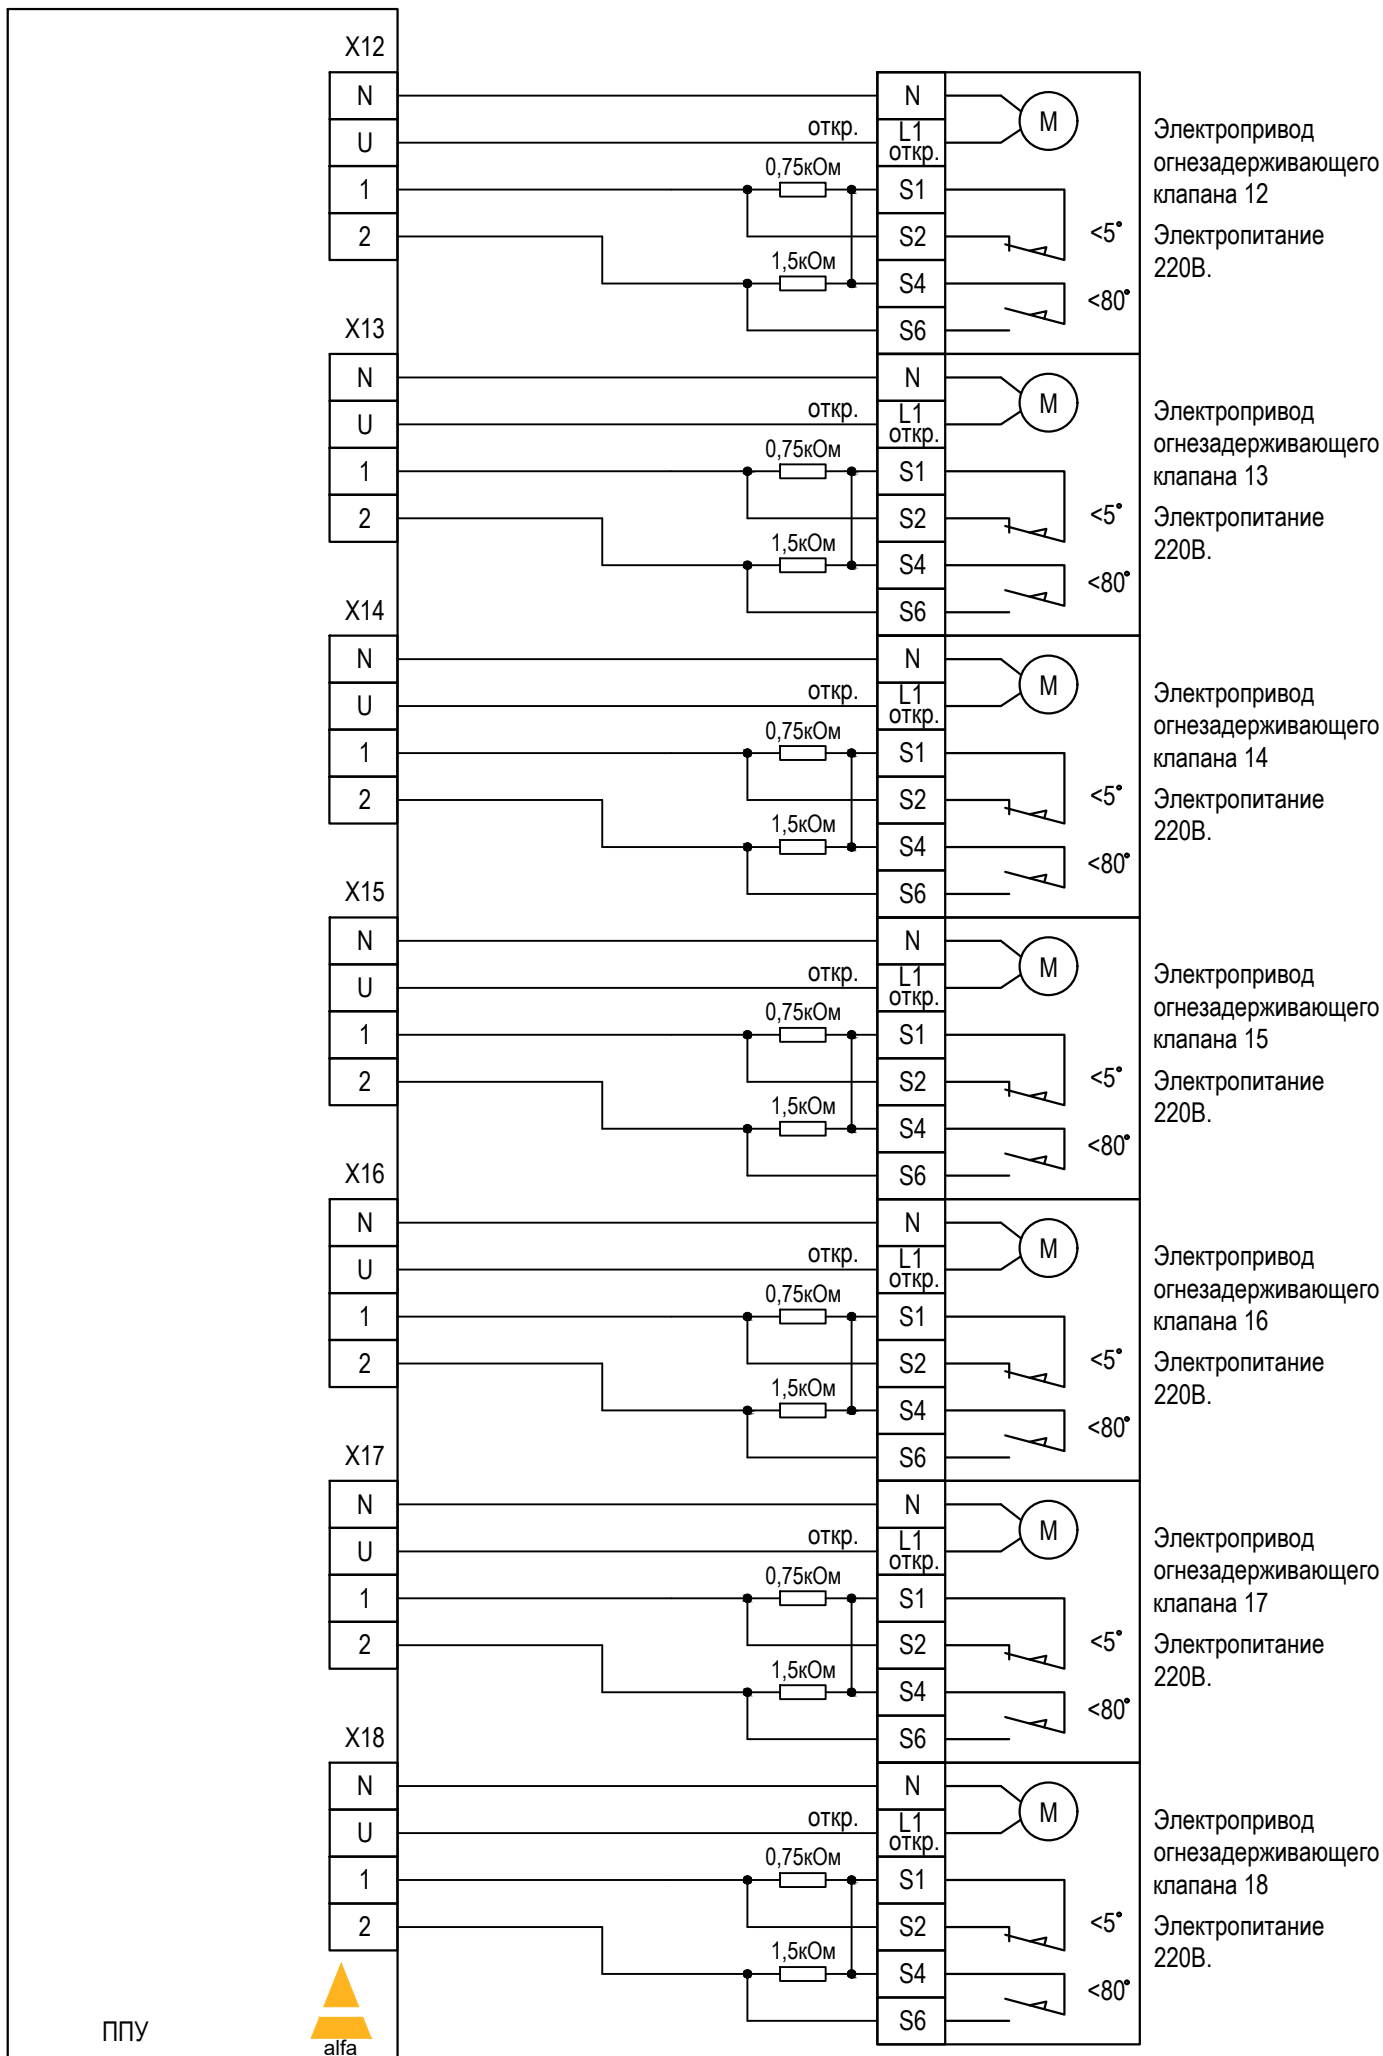 X12
N
N
M
U
откр.
L1
откр.
Электропривод
огнезадерживающего
клапана 12
1
0,75кОм
S1
2
S2
<5°
Электропитание
220В.
1,5кОм
S4
<80°
S6
X13
N
N
M
U
откр.
L1
откр.
Электропривод
огнезадерживающего
клапана 13
1
0,75кОм
S1
2
S2
<5°
Электропитание
220В.
1,5кОм
S4
<80°
S6
X14
N
N
M
U
откр.
L1
откр.
Электропривод
огнезадерживающего
клапана 14
1
0,75кОм
S1
2
S2
<5°
Электропитание
220В.
1,5кОм
S4
<80°
S6
X15
N
N
M
U
откр.
L1
откр.
Электропривод
огнезадерживающего
клапана 15
1
0,75кОм
S1
2
S2
<5°
Электропитание
220В.
1,5кОм
S4
<80°
S6
X16
N
N
M
U
откр.
L1
откр.
Электропривод
огнезадерживающего
клапана 16
1
0,75кОм
S1
2
S2
<5°
Электропитание
220В.
1,5кОм
S4
<80°
S6
X17
N
N
M
U
откр.
L1
откр.
Электропривод
огнезадерживающего
клапана 17
1
0,75кОм
S1
2
S2
<5°
Электропитание
220В.
1,5кОм
S4
<80°
S6
X18
N
N
M
U
откр.
L1
откр.
Электропривод
огнезадерживающего
клапана 18
1
0,75кОм
S1
2
S2
<5°
Электропитание
220В.
1,5кОм
S4
<80°
S6
ППУ
alfa